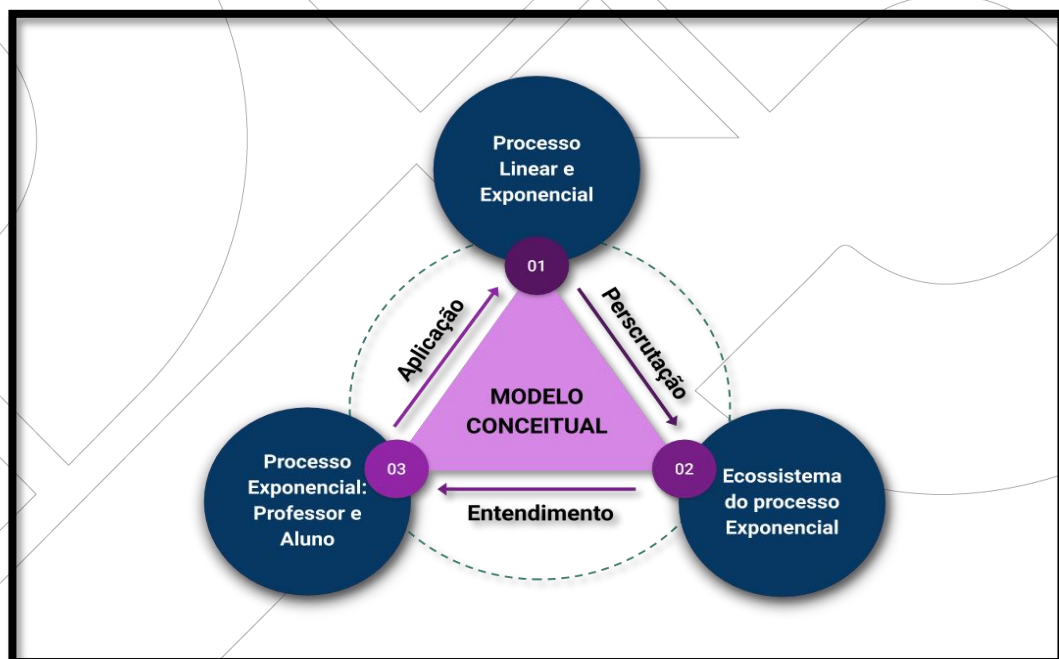 Processo
Linear e
Exponencial
01
Aplicação
Perscrutação
MODELO
CONCEITUAL
03
Processo
Exponencial:
Professor e
Aluno
02
Ecossistema
do processo
Exponencial
Entendimento